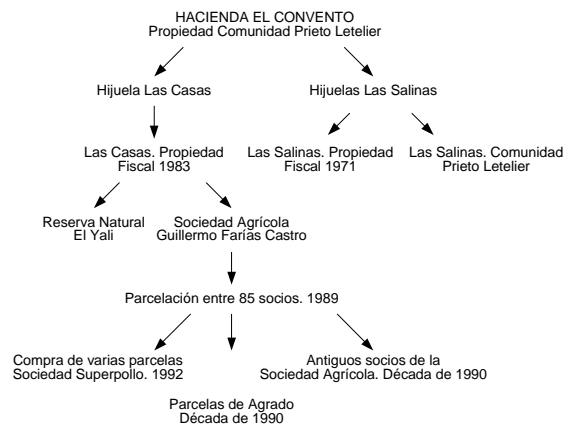 HACIENDA EL CONVENTO
Propiedad Comunidad Prieto Letelier
Hijuela Las Casas
Hijuelas Las Salinas
Las Casas. Propiedad
Fiscal 1983
Las Salinas. Propiedad
Fiscal 1971
Las Salinas. Comunidad
Prieto Letelier
Reserva Natural
El Yali
Sociedad Agrícola
Guillermo Farías Castro
Parcelación entre 85 socios. 1989
Compra de varias parcelas
Sociedad Superpollo. 1992
Parcelas de Agrado
Década de 1990
Antiguos socios de la
Sociedad Agrícola. Década de 1990